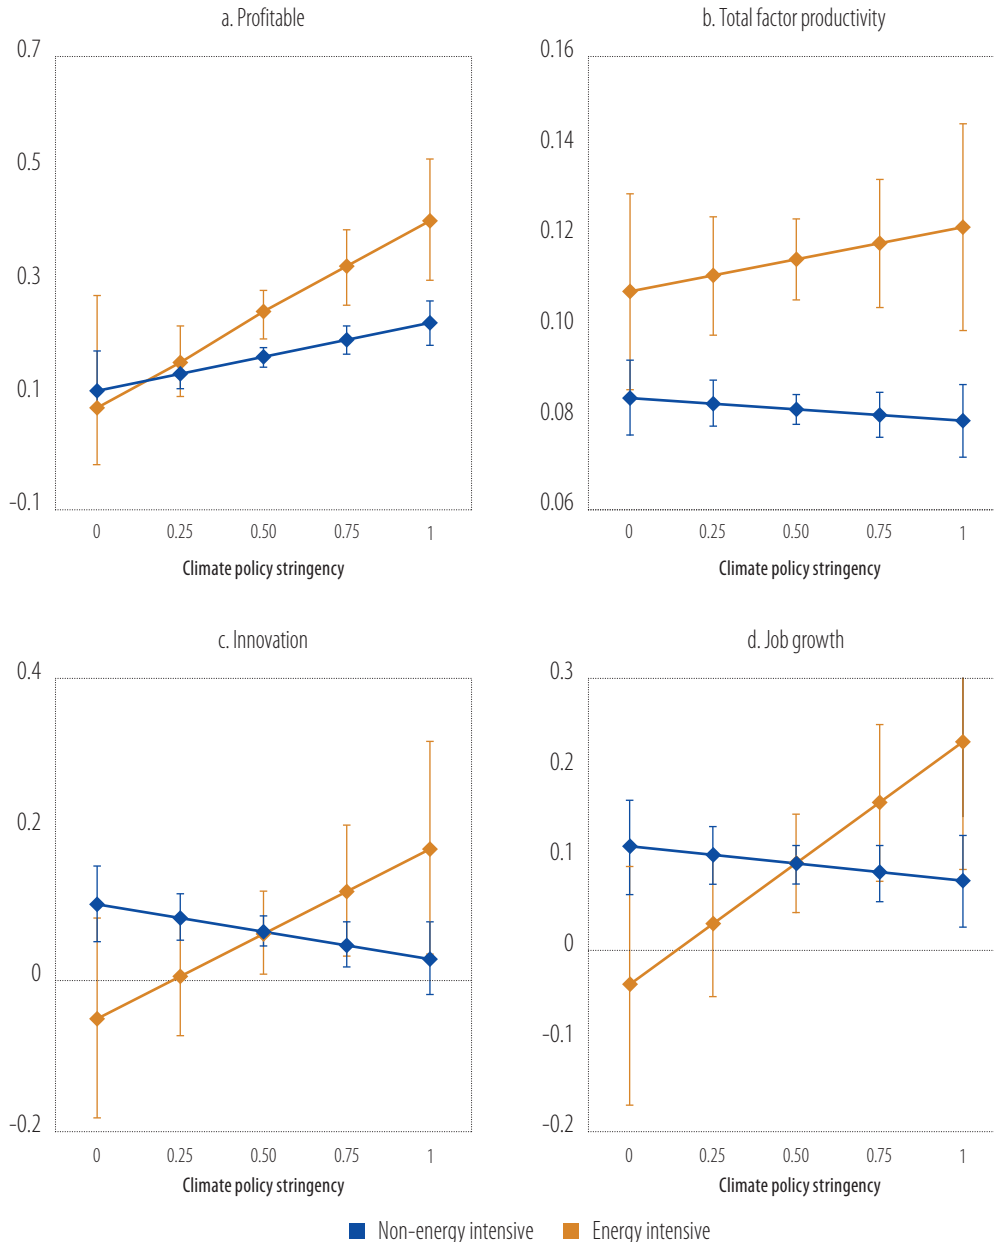 a. Profitable
b. Total factor productivity
0.7
0.5
0.3
0.1
-0.1
0 0.25 0.50 0.75 1
Climate policy stringency
0.16
0.14
0.12
0.10
0.08
0.06
0 0.25 0.50 0.75 1
Climate policy stringency
c. Innovation
d. Job growth
0.4
0.2
0
-0.2
0 0.25 0.50 0.75 1
Climate policy stringency
0.3
0.2
0.1
0
-0.1
-0.2
0 0.25 0.50 0.75 1
Climate policy stringency
Non-energy intensive Energy intensive